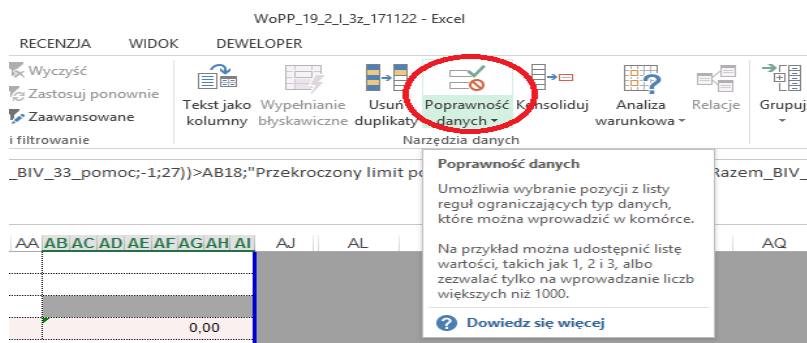 WoPP_19_2_I_3z_171122 - Excel
RECENZJA WIDOK DEWELOPER
Wyczyść
Zastosuj ponownie
Zaawansowane
i filtrowanie
Tekst jako kolumny
Wypełnianie błyskawiczne
Usuń duplikaty
Poprawność danych
Konsoliduj
Analiza warunkowa
Relacje
Grupuj
Narzędzia danych
_BIV_33_pomoc;-1;27))>AB18;"Przekroczony limit po
Razem_BIV_
Poprawność danych
Umożliwia wybranie pozycji z listy
reguł ograniczających typ danych,
które można wprowadzić w komórce.
Na przykład można udostępnić listę
wartości, takich jak 1, 2 i 3, albo
zezwalać tylko na wprowadzanie liczb
większych niż 1000.
Dowiedz się więcej
AA AB AC AD AE AF AG AH AI AJ AL AQ
0,00